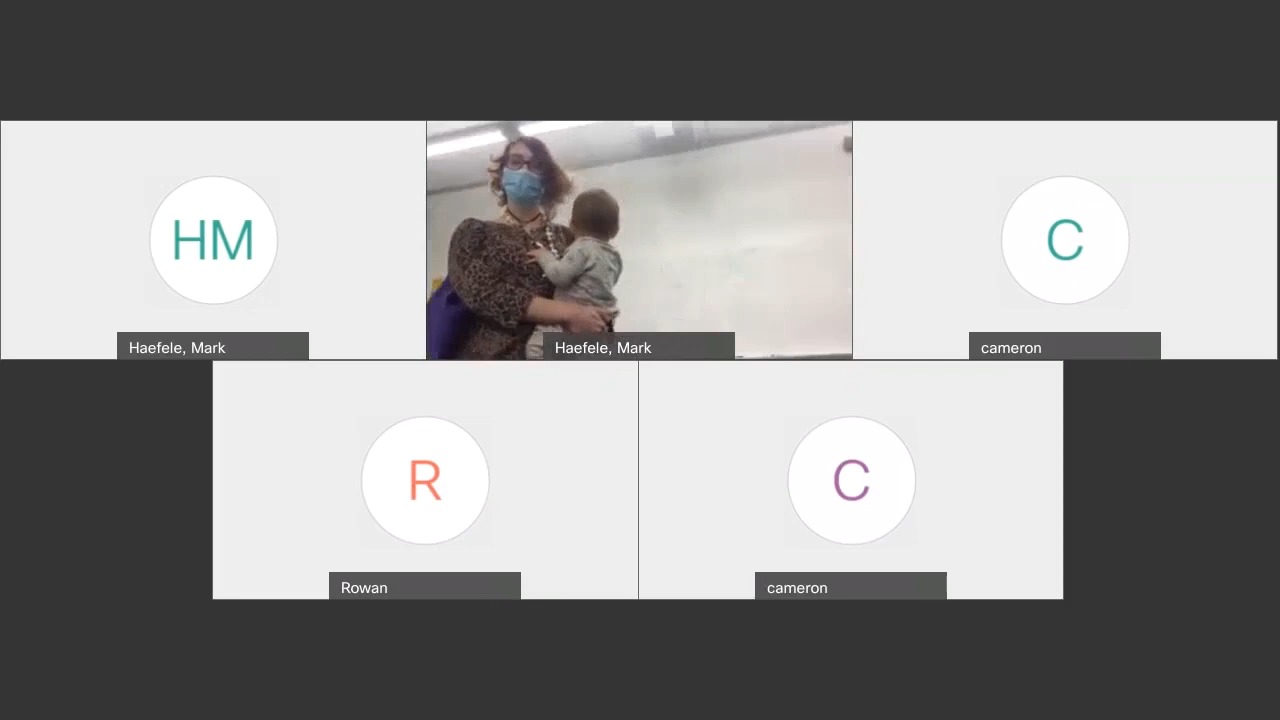 HM
Haefele, Mark
Haefele, Mark
C
cameron
R
Rowan
C
cameron